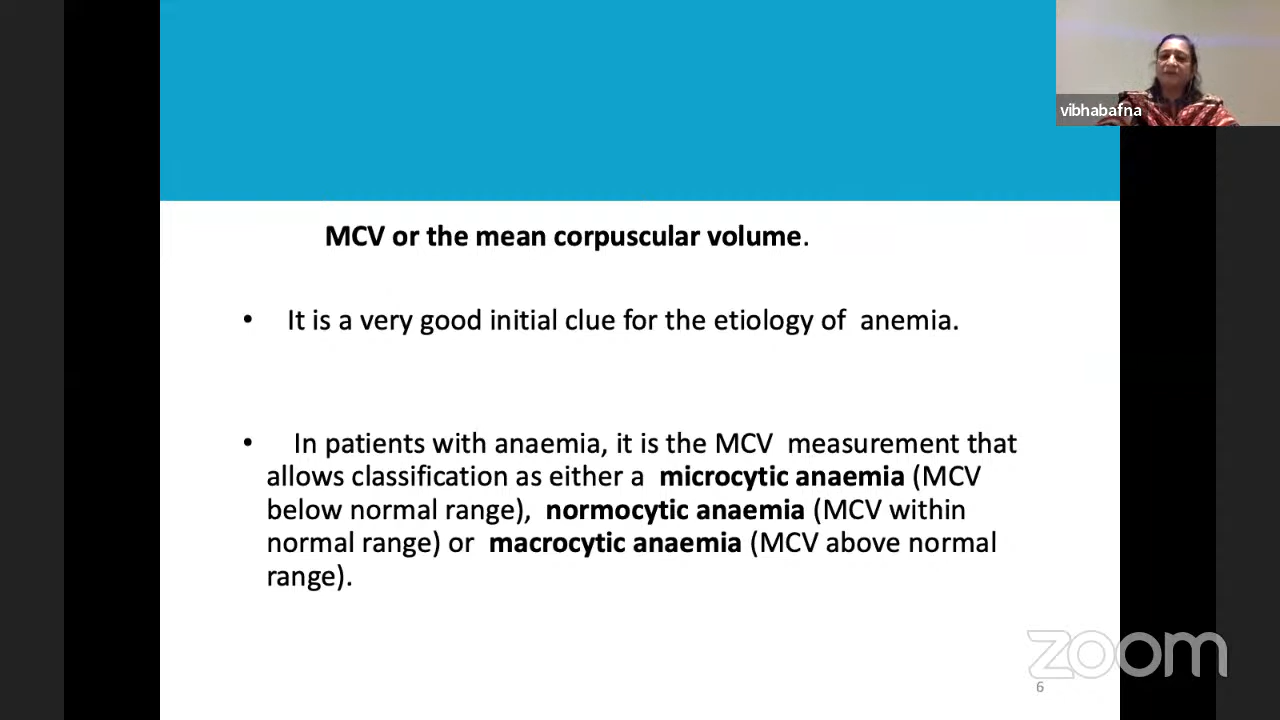 vibhabafna
MCV or the mean corpuscular volume.
• It is a very good initial clue for the etiology of anemia.
• In patients with anaemia, it is the MCV measurement that
allows classification as either a microcytic anaemia (MCV
below normal range), normocytic anaemia (MCV within
normal range) or macrocytic anaemia (MCV above normal
range).
zoom
6